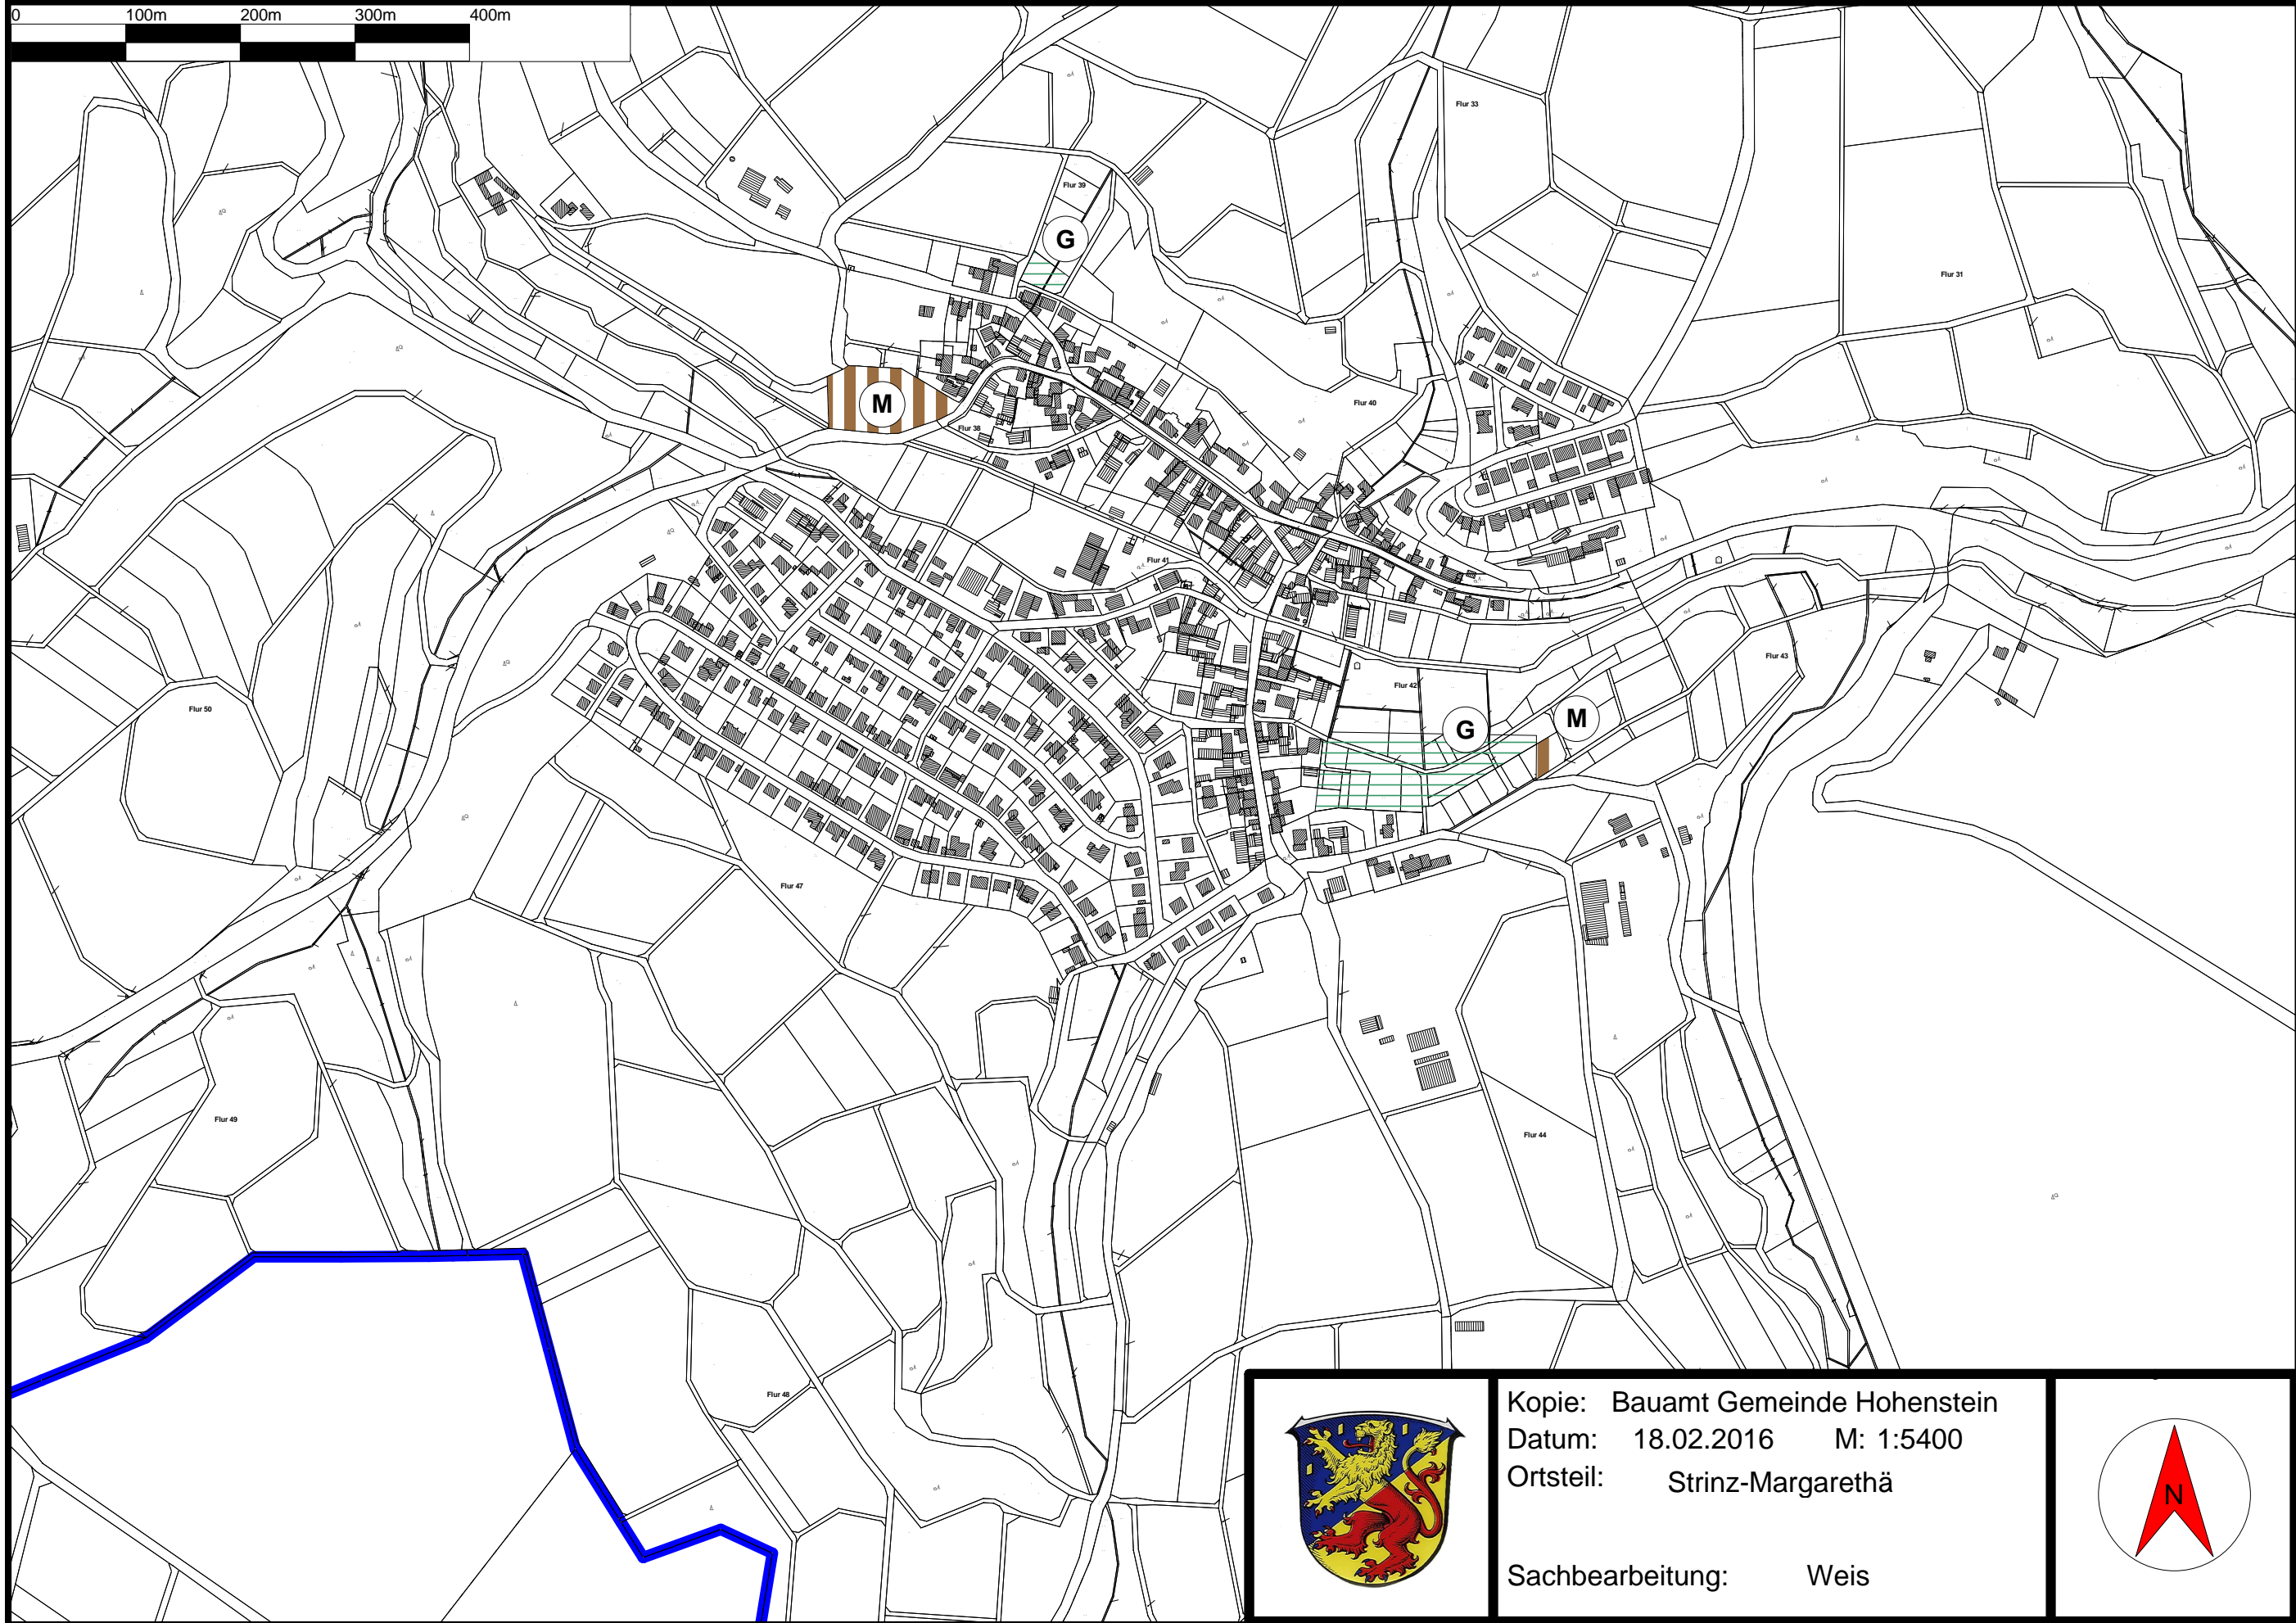 0 100m 200m 300m 400m
Flur 33
Flur 39
G
Flur 31
M
Flur 40
Flur 38
Flur 41
Flur 43
Flur 42
Flur 50
G
M
Flur 47
Flur 49
Flur 44
Flur 48
Kopie: Bauamt Gemeinde Hohenstein
Datum: 18.02.2016 M: 1:5400
Ortsteil: Strinz-Margarethä
Sachbearbeitung: Weis
N